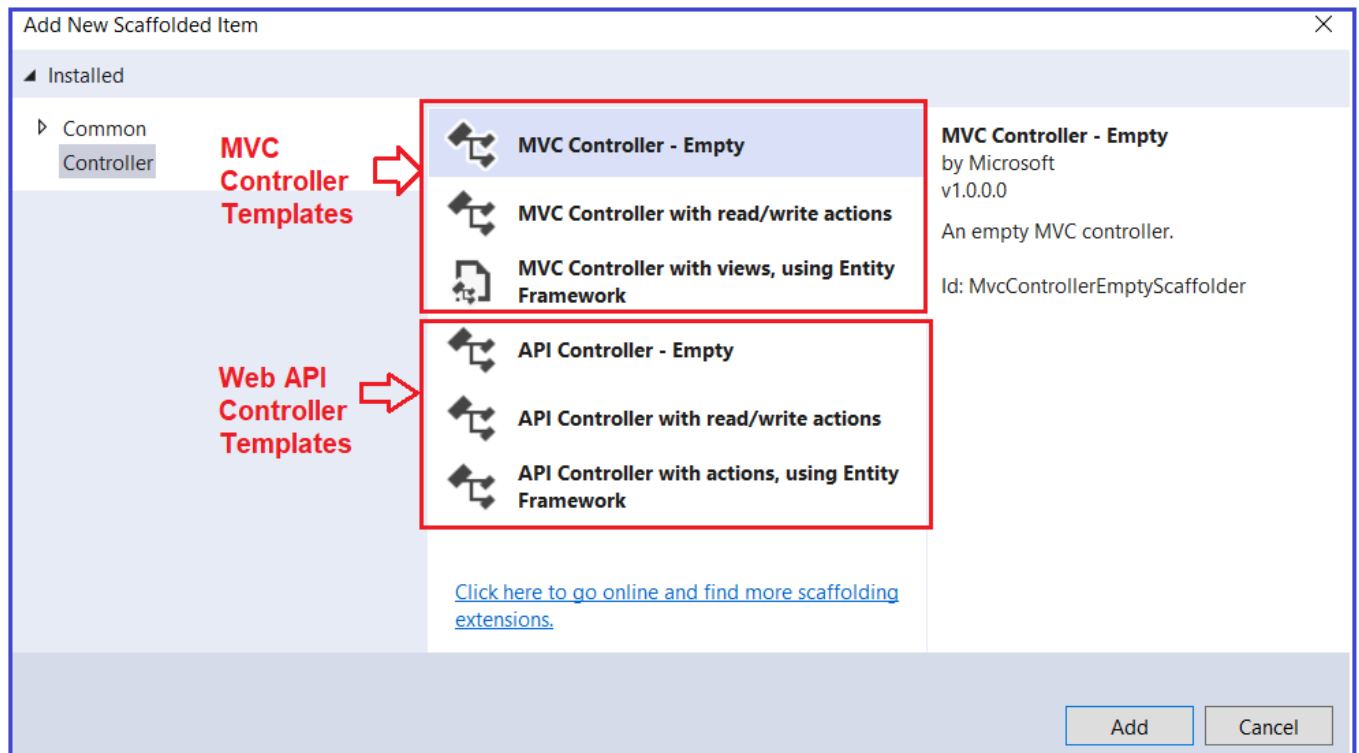 Add New Scaffolded Item
Installed
Common
Controller
MVC
Controller
Templates
MVC Controller - Empty
MVC Controller with read/write actions
MVC Controller with views, using Entity
Framework
Web API
Controller
Templates
API Controller - Empty
API Controller with read/write actions
API Controller with actions, using Entity
Framework
Click here to go online and find more scaffolding
extensions.
MVC Controller - Empty
by Microsoft
v1.0.0.0
An empty MVC controller.
Id: MvcControllerEmptyScaffolder
Add
Cancel